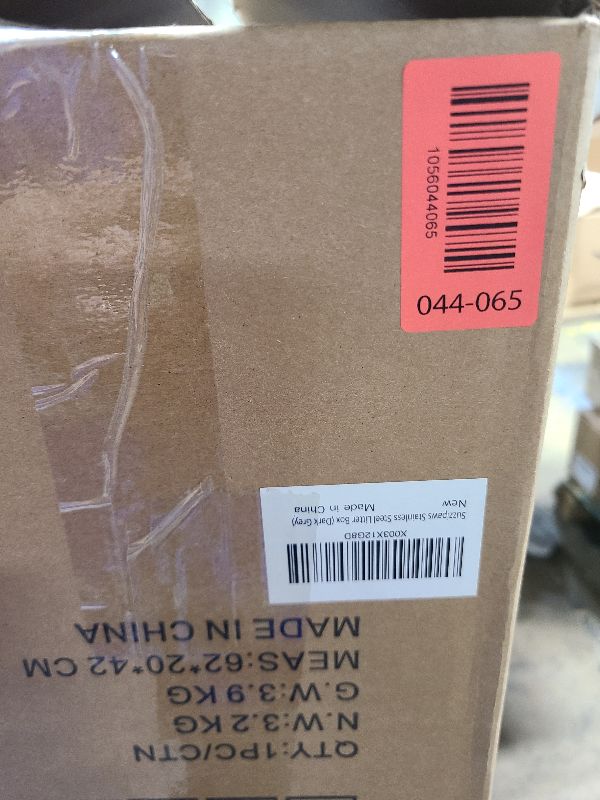 1056044065
044-065
X003X12G8D
Suzzipaws Stainless Steel Litter Box (Dark Grey)
New
Made in China
QTY:1PC/CTN
N.W:3.2 KG
G.W:3.9 KG
MEAS:62*20*42 CM
MADE IN CHINA